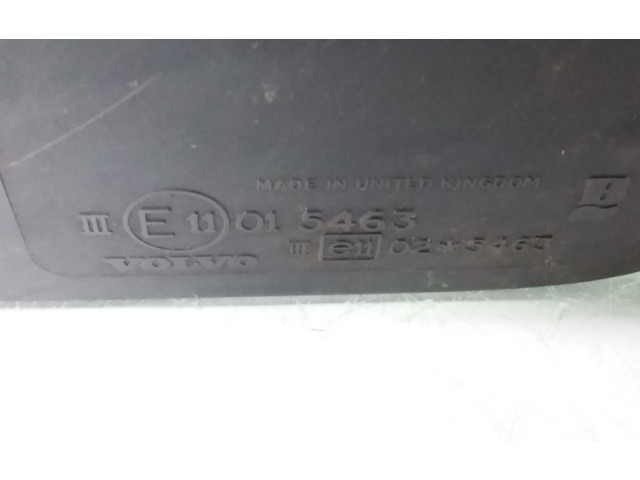 MADE IN UNITED KINGDOM
III E 11 01 5463
III e11 02*5463
VOLVO